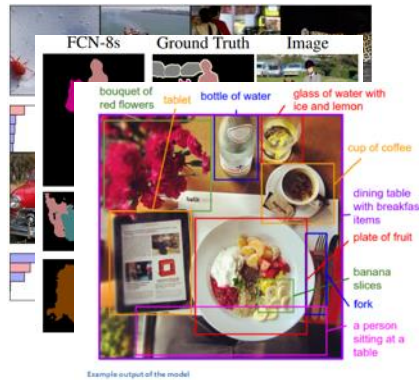 FCN-8s Ground Truth Image
bouquet of
red flowers
tablet
bottle of water
glass of water with
ice and lemon
cup of coffee
dining table
with breakfas
items
plate of fruit
banana
slices
fork
a person
sitting at a
table
Example output of the model